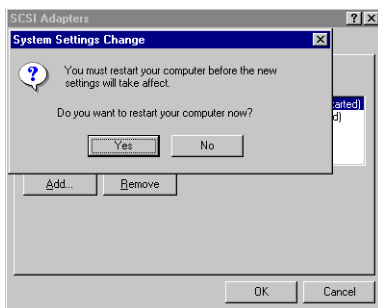 SCSI Adapters
System Settings Change
You must restart your computer before the new
settings will take affect.
Do you want to restart your computer now?
Yes No
arted)
d)
Add... Remove
OK Cancel